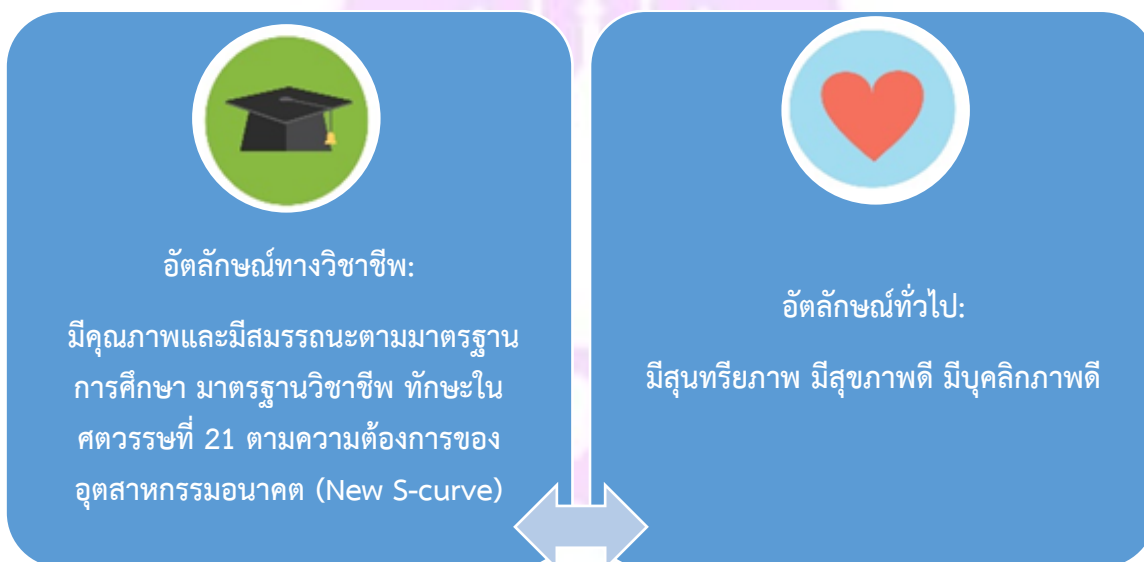 อัตลักษณ์ทางวิชาชีพ:
มีคุณภาพและมีสมรรถนะตามมาตรฐาน
การศึกษา มาตรฐานวิชาชีพ ทักษะใน
ศตวรรษที่ 21 ตามความต้องการของ
อุตสาหกรรมอนาคต (New S-curve)
อัตลักษณ์ทั่วไป:
มีสุนทรียภาพ มีสุขภาพดี มีบุคลิกภาพดี